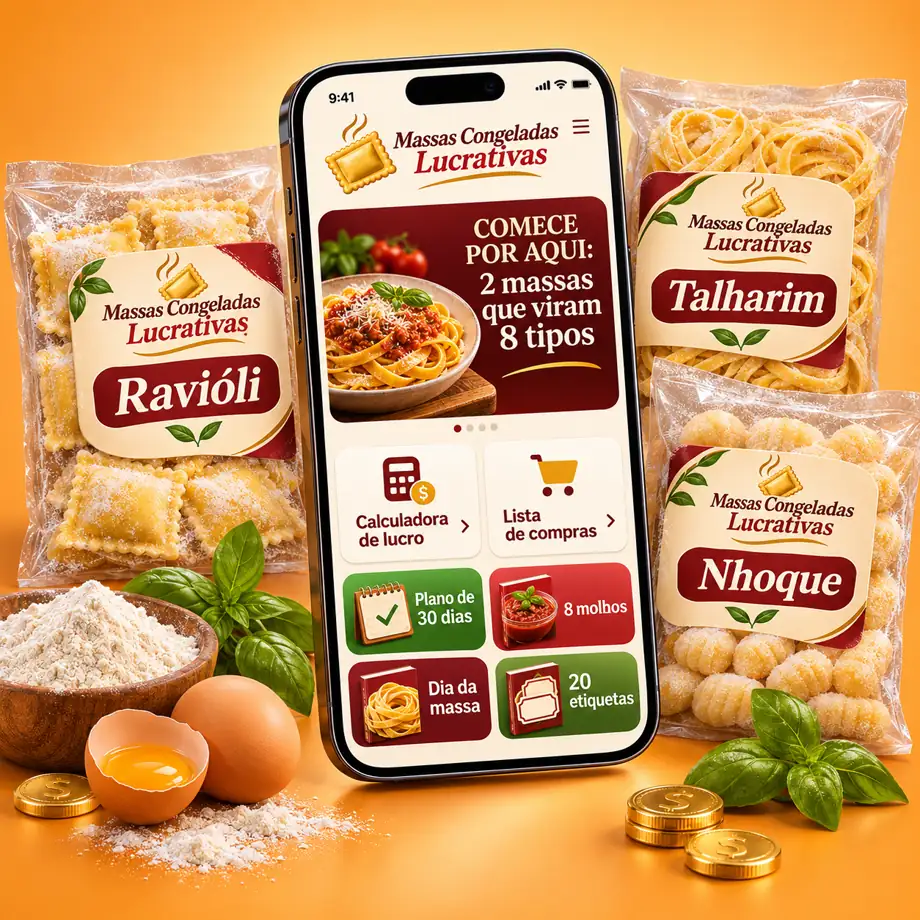 9:41
Massas Congeladas
Lucrativas
COMECE
POR AQUI:
2 massas
que viram
8 tipos
Calculadora
de lucro
Lista
de compras
Plano de
30 dias
8 molhos
Dia da
massa
20
etiquetas
Massas Congeladas
Lucrativas
Ravióli
Massas Congeladas
Lucrativas
Talharim
Massas Congeladas
Lucrativas
Nhoque
$
$
$
$